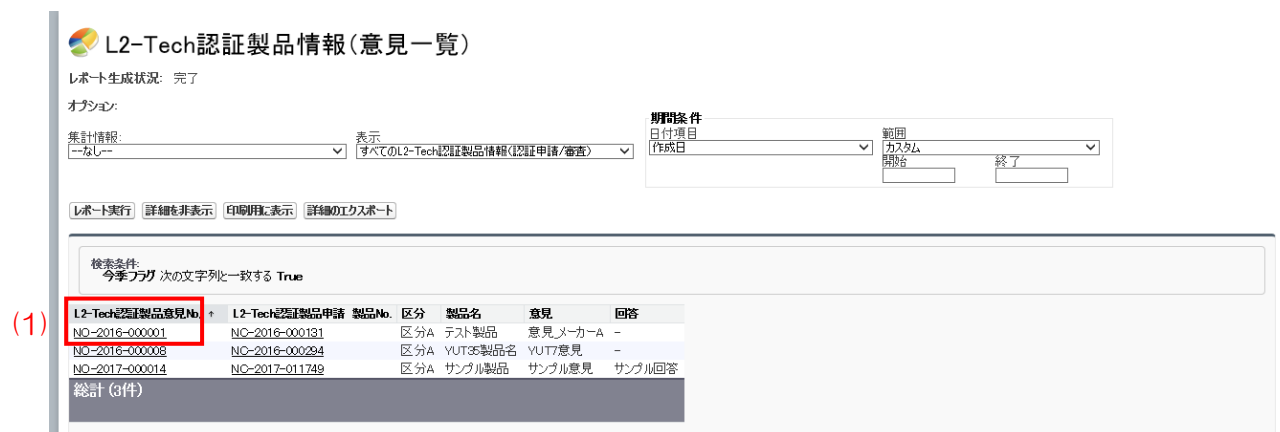 L2-Tech認証製品情報(意見一覧)
レポート生成状況: 完了
オプション:
期間条件
集計情報: 表示 日付項目 範囲
--なし-- すべてのL2-Tech認証製品情報(認証申請/審査) 作成日 カスタム
開始 終了
レポート実行 詳細を非表示 印刷用に表示 詳細のエクスポート
検索条件:
今季フラグ 次の文字列と一致する True
(1)
L2-Tech認証製品意見No. ↑ L2-Tech認証製品申請 製品No. 区分 製品名 意見 回答
NO-2016-000001 NO-2016-000131 区分A テスト製品 意見_メーカーA -
NO-2016-000008 NO-2016-000294 区分A YUT35製品名 YUT7意見 -
NO-2017-000014 NO-2017-011749 区分A サンプル製品 サンプル意見 サンプル回答
総計 (3件)